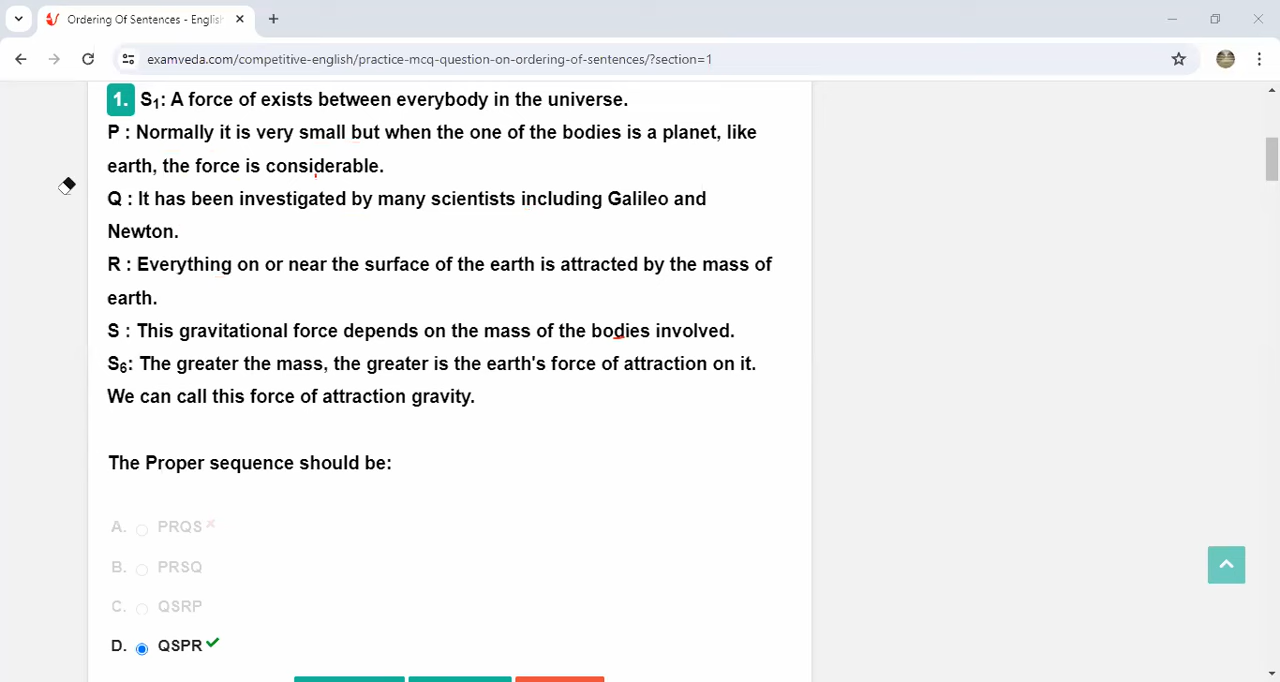 Ordering Of Sentences - Englis
examveda.com/competitive-english/practice-mcq-question-on-ordering-of-sentences/?section=1
1. S1: A force of exists between everybody in the universe.
P : Normally it is very small but when the one of the bodies is a planet, like
earth, the force is considerable.
Q : It has been investigated by many scientists including Galileo and
Newton.
R : Everything on or near the surface of the earth is attracted by the mass of
earth.
S : This gravitational force depends on the mass of the bodies involved.
S6: The greater the mass, the greater is the earth's force of attraction on it.
We can call this force of attraction gravity.
The Proper sequence should be:
A. PRQS
B. PRSQ
C. QSRP
D. QSPR